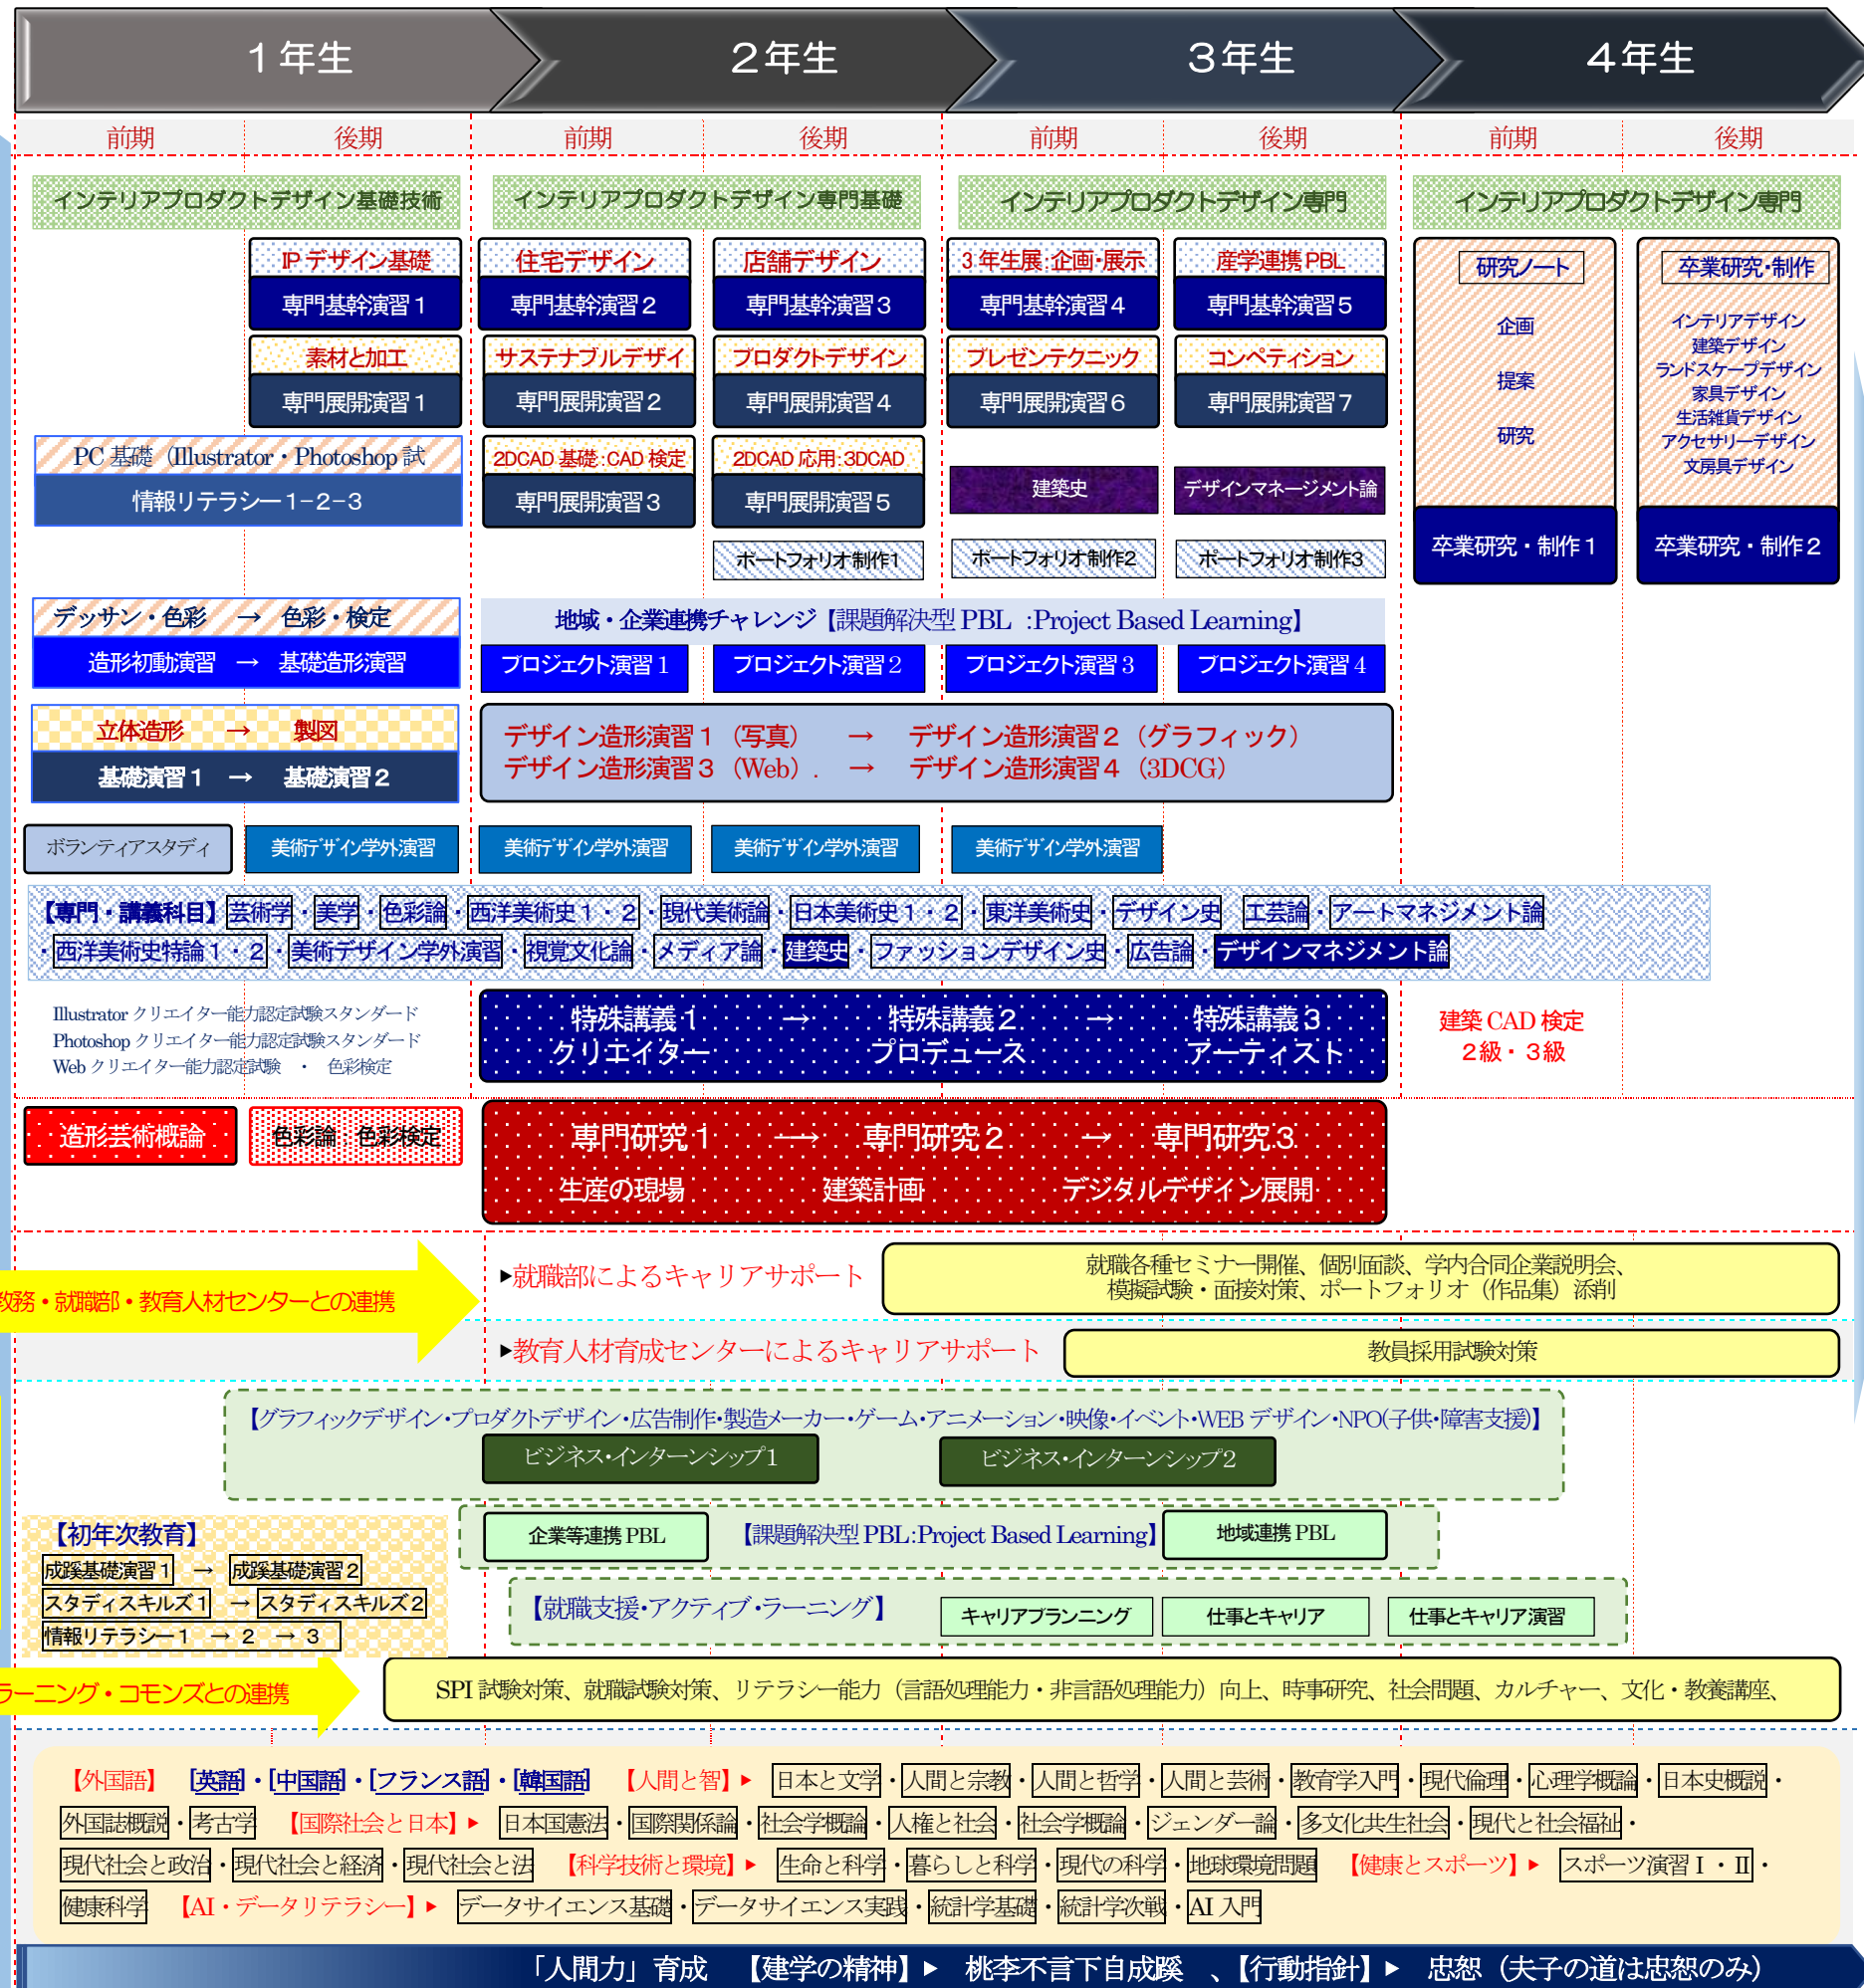 1年生 2年生 3年生 4年生
前期 後期 前期 後期 前期 後期 前期 後期
インテリアプロダクトデザイン基礎技術 インテリアプロダクトデザイン専門基礎 インテリアプロダクトデザイン専門 インテリアプロダクトデザイン専門
IPデザイン基礎 住宅デザイン 店舗デザイン 3年生展:企画・展示 産学連携PBL
専門基幹演習1 専門基幹演習2 専門基幹演習3 専門基幹演習4 専門基幹演習5
素材と加工 サステナブルデザイ プロダクトデザイン プレゼンテクニック コンペティション
専門展開演習1 専門展開演習2 専門展開演習4 専門展開演習6 専門展開演習7
PC基礎(Illustrator・Photoshop試 2DCAD基礎:CAD検定 2DCAD応用:3DCAD
情報リテラシー1-2-3 専門展開演習3 専門展開演習5 建築史 デザインマネージメント論
ポートフォリオ制作1 ポートフォリオ制作2 ポートフォリオ制作3
研究ノート
企画
提案
研究
卒業研究・制作1
卒業研究・制作
インテリアデザイン
建築デザイン
ランドスケープデザイン
家具デザイン
生活雑貨デザイン
アクセサリーデザイン
文房具デザイン
卒業研究・制作2
デッサン・色彩 → 色彩・検定
造形初動演習 → 基礎造形演習
地域・企業連携チャレンジ【課題解決型PBL :Project Based Learning】
プロジェクト演習1 プロジェクト演習2 プロジェクト演習3 プロジェクト演習4
立体造形 → 製図
基礎演習1 → 基礎演習2
デザイン造形演習1(写真) → デザイン造形演習2(グラフィック)
デザイン造形演習3(Web). → デザイン造形演習4(3DCG)
ボランティアスタディ 美術デザイン学外演習 美術デザイン学外演習 美術デザイン学外演習 美術デザイン学外演習
【専門・講義科目】芸術学・美学・色彩論・西洋美術史1・2・現代美術論・日本美術史1・2・東洋美術史・デザイン史 工芸論・アートマネジメント論
・西洋美術史特論1・2・美術デザイン学外演習・視覚文化論・メディア論・建築史・ファッションデザイン史・広告論・デザインマネジメント論
Illustratorクリエイター能力認定試験スタンダード
Photoshopクリエイター能力認定試験スタンダード
Webクリエイター能力認定試験 ・ 色彩検定
特殊講義1 → 特殊講義2 → 特殊講義3
クリエイター プロデュース アーティスト
建築CAD検定
2級・3級
造形芸術概論 色彩論:色彩検定
専門研究1 → 専門研究2 → 専門研究3
生産の現場 建築計画 デジタルデザイン展開
教務・就職部・教育人材センターとの連携
▶就職部によるキャリアサポート
就職各種セミナー開催、個別面談、学内合同企業説明会、
模擬試験・面接対策、ポートフォリオ(作品集)添削
▶教育人材育成センターによるキャリアサポート 教員採用試験対策
【グラフィックデザイン・プロダクトデザイン・広告制作・製造メーカー・ゲーム・アニメーション・映像・イベント・WEBデザイン・NPO(子供・障害支援)】
ビジネス・インターンシップ1 ビジネス・インターンシップ2
企業等連携PBL 【課題解決型PBL:Project Based Learning】 地域連携PBL
【初年次教育】
成蹊基礎演習1 → 成蹊基礎演習2
スタディスキルズ1 → スタディスキルズ2
情報リテラシー1 → 2 → 3
【就職支援・アクティブ・ラーニング】 キャリアプランニング 仕事とキャリア 仕事とキャリア演習
ラーニング・コモンズとの連携
SPI試験対策、就職試験対策、リテラシー能力(言語処理能力・非言語処理能力)向上、時事研究、社会問題、カルチャー、文化・教養講座、
【外国語】 [英語]・[中国語]・[フランス語]・[韓国語] 【人間と智】▶ 日本と文学・人間と宗教・人間と哲学・人間と芸術・教育学入門・現代倫理・心理学概論・日本史概説・
外国誌概説・考古学 【国際社会と日本】▶ 日本国憲法・国際関係論・社会学概論・人権と社会・社会学概論・ジェンダー論・多文化共生社会・現代と社会福祉・
現代社会と政治・現代社会と経済・現代社会と法 【科学技術と環境】▶ 生命と科学・暮らしと科学・現代の科学・地球環境問題 【健康とスポーツ】▶ スポーツ演習Ⅰ・Ⅱ・
健康科学 【AI・データリテラシー】▶ データサイエンス基礎・データサイエンス実践・統計学基礎・統計学次戦・AI入門
「人間力」育成 【建学の精神】▶ 桃李不言下自成蹊 、【行動指針】▶ 忠恕(夫子の道は忠恕のみ)